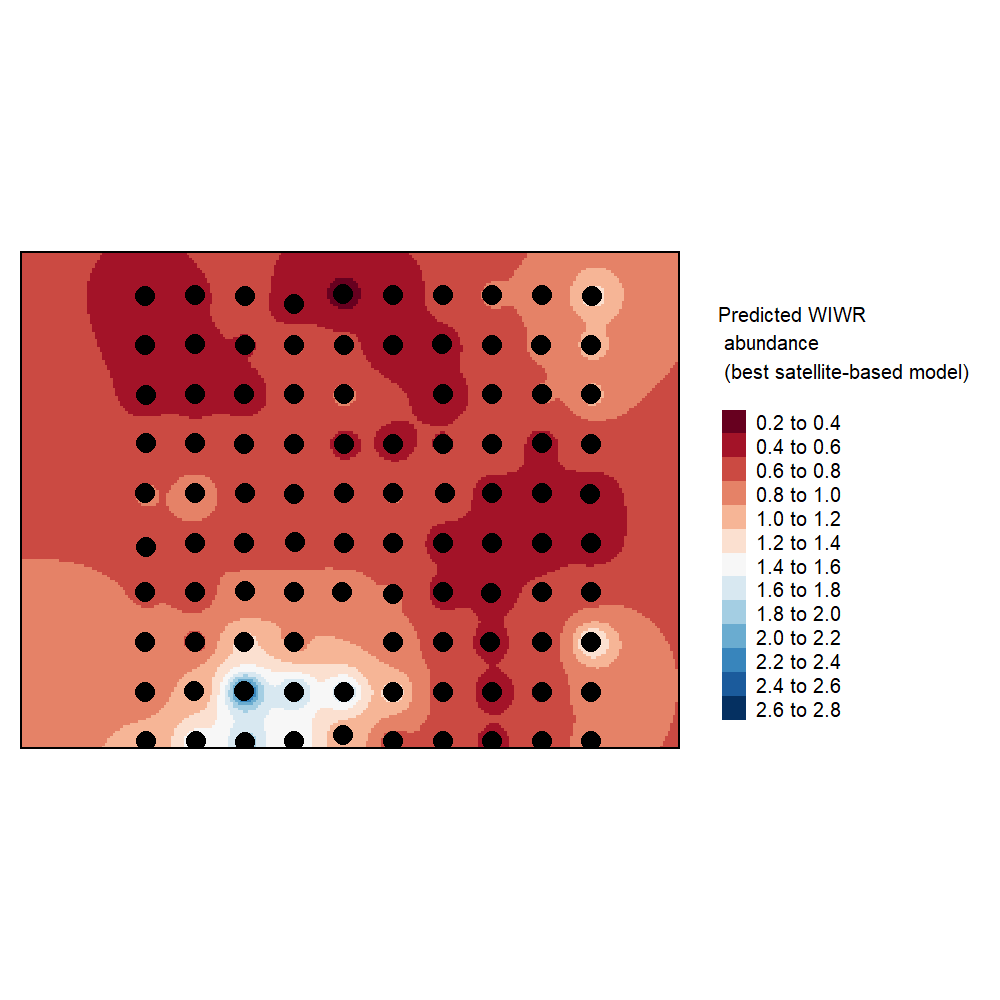 Predicted WIWR
abundance
(best satellite-based model)
0.2 to 0.4
0.4 to 0.6
0.6 to 0.8
0.8 to 1.0
1.0 to 1.2
1.2 to 1.4
1.4 to 1.6
1.6 to 1.8
1.8 to 2.0
2.0 to 2.2
2.2 to 2.4
2.4 to 2.6
2.6 to 2.8